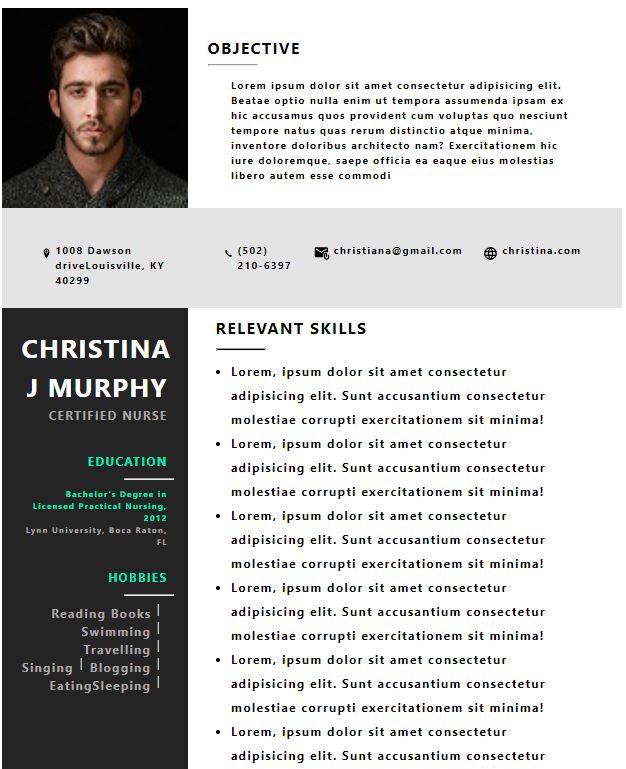 OBJECTIVE
Lorem ipsum dolor sit amet consectetur adipisicing elit.
Beatae optio nulla enim ut tempora assumenda ipsam ex
hic accusamus quos provident cum voluptas quo nesciunt
tempore natus quas rerum distinctio atque minima,
inventore doloribus architecto nam? Exercitationem hic
iure doloremque, saepe officia ea eaque eius molestias
libero autem esse commodi
1008 Dawson
driveLouisville, KY
40299
(502)
210-6397
christiana@gmail.com
christina.com
CHRISTINA
J MURPHY
CERTIFIED NURSE
EDUCATION
Bachelor's Degree in
Licensed Practical Nursing,
2012
Lynn University, Boca Raton,
FL
HOBBIES
Reading Books |
Swimming |
Travelling |
Singing | Blogging |
EatingSleeping |
RELEVANT SKILLS
• Lorem, ipsum dolor sit amet consectetur
adipisicing elit. Sunt accusantium consectetur
molestiae corrupti exercitationem sit minima!
• Lorem, ipsum dolor sit amet consectetur
adipisicing elit. Sunt accusantium consectetur
molestiae corrupti exercitationem sit minima!
• Lorem, ipsum dolor sit amet consectetur
adipisicing elit. Sunt accusantium consectetur
molestiae corrupti exercitationem sit minima!
• Lorem, ipsum dolor sit amet consectetur
adipisicing elit. Sunt accusantium consectetur
molestiae corrupti exercitationem sit minima!
• Lorem, ipsum dolor sit amet consectetur
adipisicing elit. Sunt accusantium consectetur
molestiae corrupti exercitationem sit minima!
• Lorem, ipsum dolor sit amet consectetur
adipisicing elit. Sunt accusantium consectetur